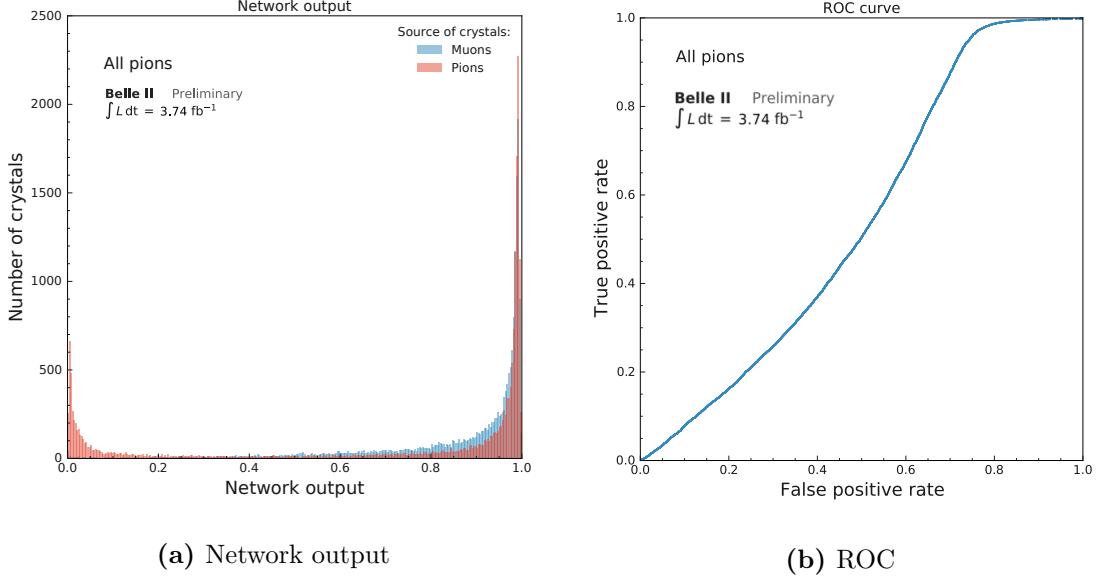 Network output
2500
2000
1500
1000
500
0
Number of crystals
All pions
Belle II Preliminary
∫ L dt = 3.74 fb⁻¹
Source of crystals:
Muons
Pions
0.0 0.2 0.4 0.6 0.8 1.0
Network output
(a) Network output
ROC curve
1.0
0.8
0.6
0.4
0.2
0.0
True positive rate
All pions
Belle II Preliminary
∫ L dt = 3.74 fb⁻¹
0.0 0.2 0.4 0.6 0.8 1.0
False positive rate
(b) ROC